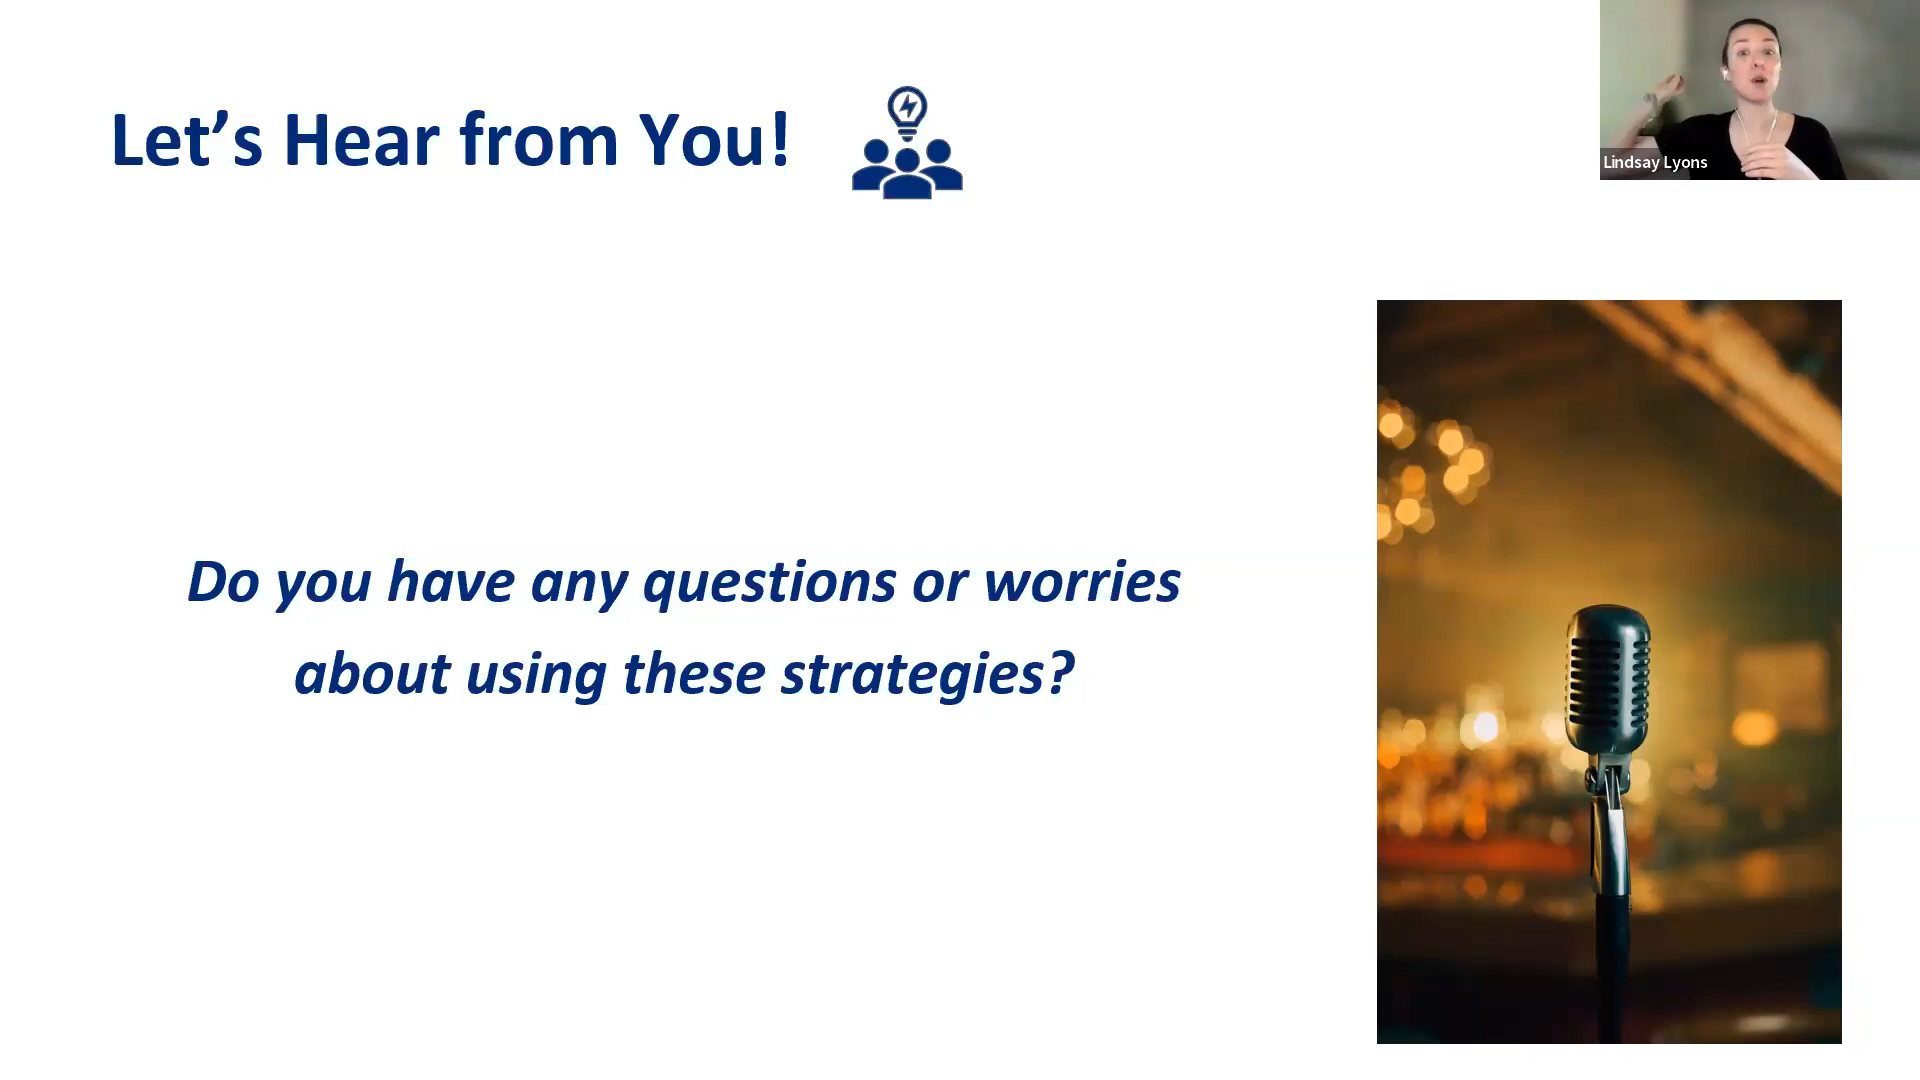 Let’s Hear from You!
Lindsay Lyons
Do you have any questions or worries
about using these strategies?